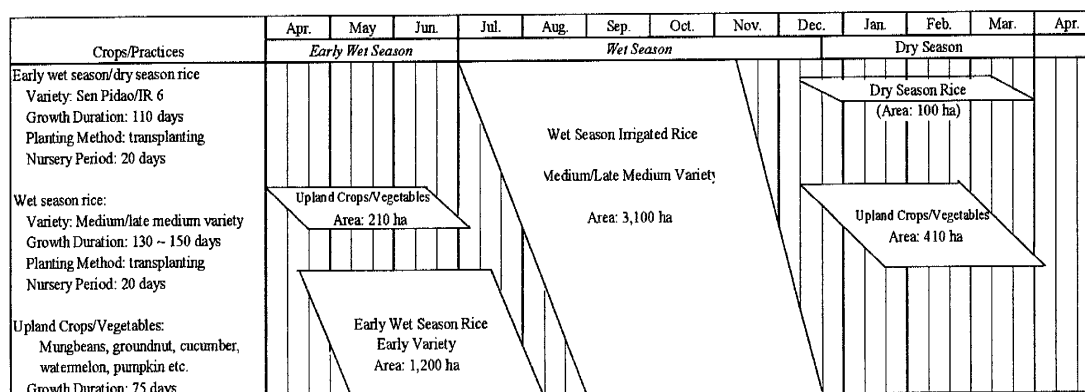 Apr. May Jun. Jul. Aug. Sep. Oct. Nov. Dec. Jan. Feb. Mar. Apr.
Crops/Practices Early Wet Season Wet Season Dry Season
Early wet season/dry season rice
Variety: Sen Pidao/IR 6
Growth Duration: 110 days
Planting Method: transplanting
Nursery Period: 20 days
Wet season rice:
Variety: Medium/late medium variety
Growth Duration: 130 ~ 150 days
Planting Method: transplanting
Nursery Period: 20 days
Upland Crops/Vegetables:
Mungbeans, groundnut, cucumber,
watermelon, pumpkin etc.
Growth Duration: 75 days
Upland Crops/Vegetables
Area: 210 ha
Early Wet Season Rice
Early Variety
Area: 1,200 ha
Wet Season Irrigated Rice
Medium/Late Medium Variety
Area: 3,100 ha
Dry Season Rice
(Area: 100 ha)
Upland Crops/Vegetables
Area: 410 ha